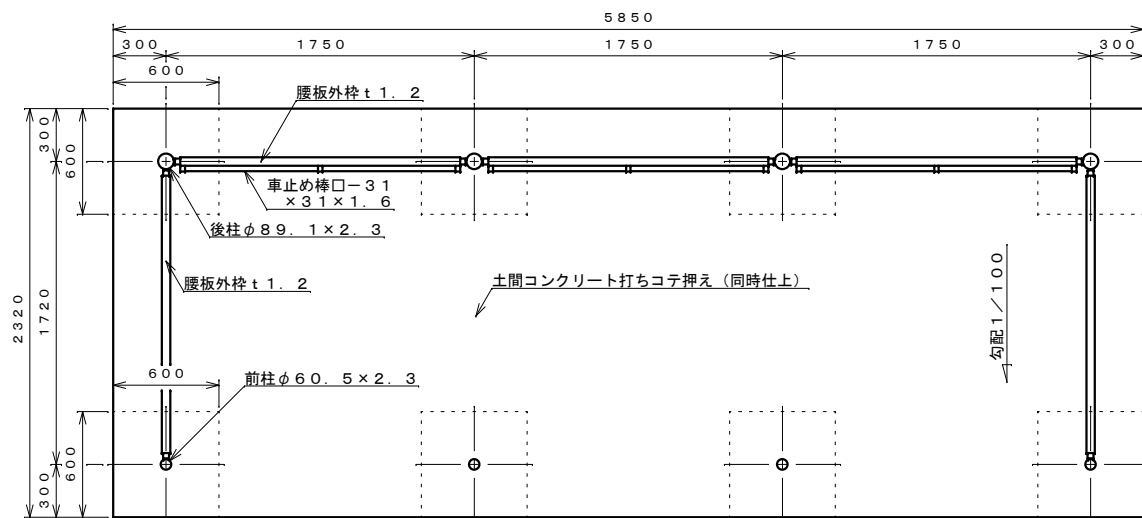 ５８５０
３００
１７５０
１７５０
１７５０
３００
６００
腰板外枠ｔ１．２
３００
６００
車止め棒□－３１
×３１×１．６
後柱φ８９．１×２．３
腰板外枠ｔ１．２
土間コンクリート打ちコテ押え（同時仕上）
勾配１／１００
２３２０
１７２０
６００
前柱φ６０．５×２．３
６００
３００